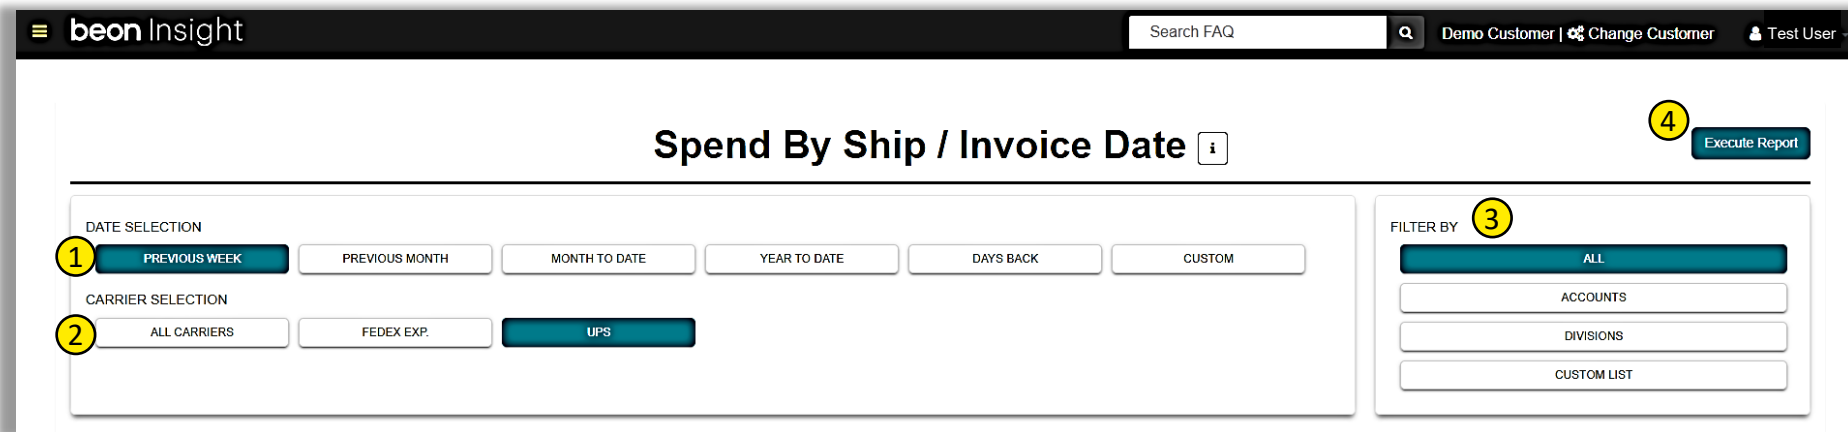 beon Insight Search FAQ Demo Customer | Change Customer Test User
4
Spend By Ship / Invoice Date i Execute Report
DATE SELECTION
1 PREVIOUS WEEK PREVIOUS MONTH MONTH TO DATE YEAR TO DATE DAYS BACK CUSTOM
CARRIER SELECTION
2 ALL CARRIERS FEDEX EXP. UPS
FILTER BY 3
ALL
ACCOUNTS
DIVISIONS
CUSTOM LIST